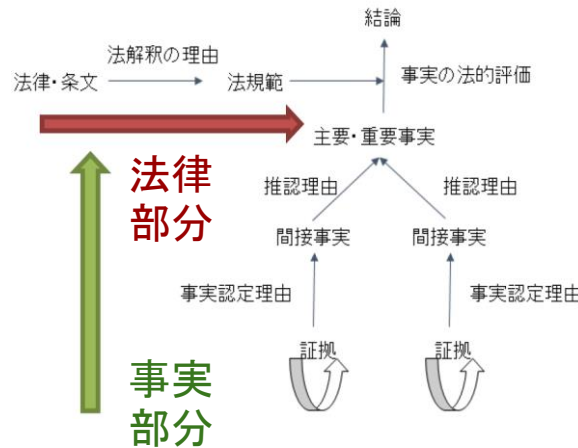 結論
法解釈の理由
法律・条文
法規範
事実の法的評価
主要・重要事実
法律
部分
推認理由
推認理由
間接事実
間接事実
事実認定理由
事実認定理由
証拠
証拠
事実
部分